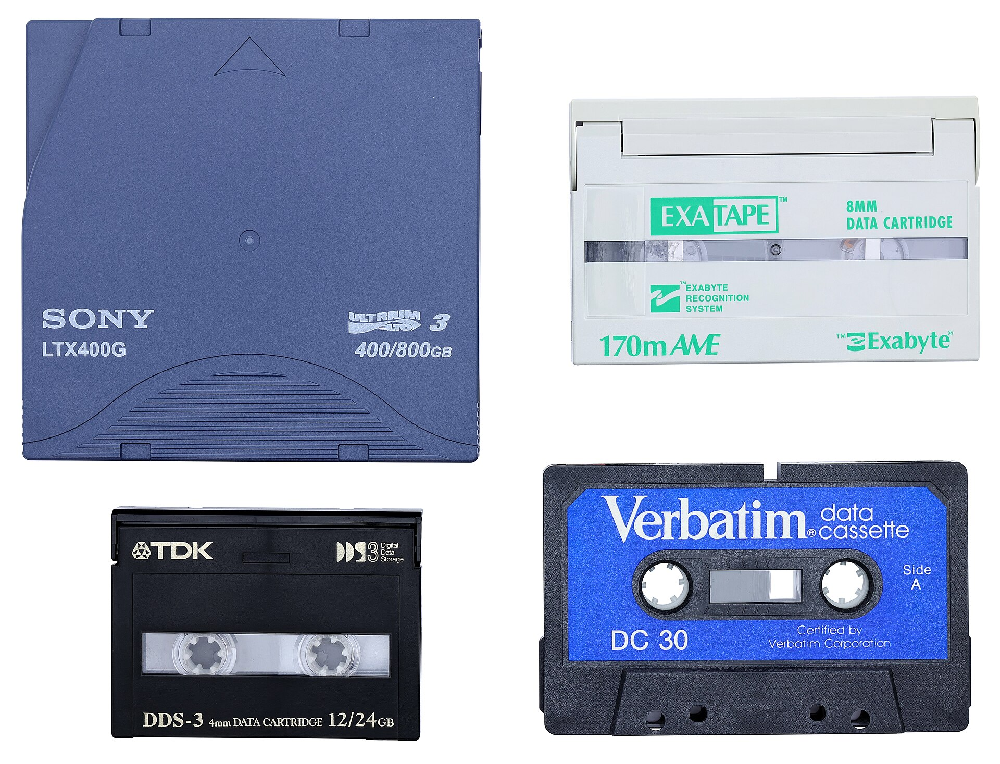 SONY
LTX400G
ULTRIUM
LTO
3
400/800GB
EXATAPE™
8MM
DATA CARTRIDGE
™EXABYTE
RECOGNITION
SYSTEM
170m AME
™Exabyte®
TDK
DDS3
Digital
Data
Storage
DDS-3 4mm DATA CARTRIDGE 12/24GB
Verbatim®
data
cassette
Side
A
DC 30
Certified by
Verbatim Corporation